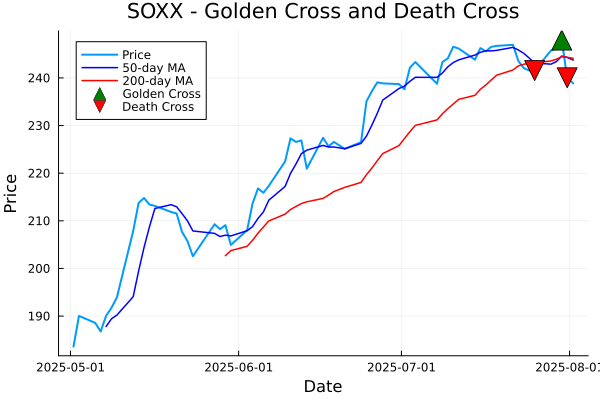 SOXX - Golden Cross and Death Cross
Price
50-day MA
200-day MA
Golden Cross
Death Cross
Price
240
230
220
210
200
190
2025-05-01
2025-06-01
2025-07-01
2025-08-01
Date